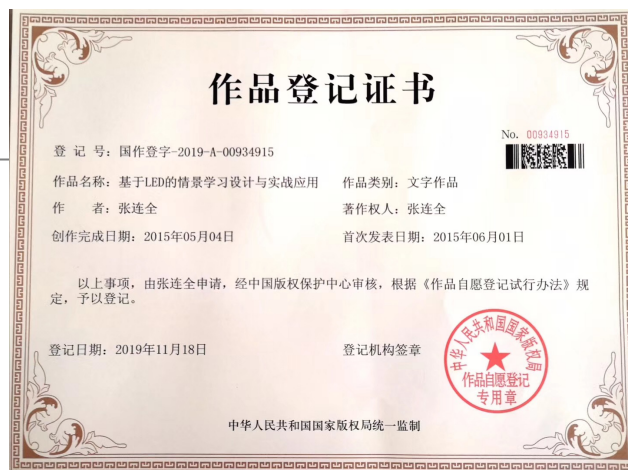 作品登记证书
No. 00934915
登 记 号：国作登字-2019-A-00934915
作品名称：基于LED的情景学习设计与实战应用 作品类别：文字作品
作 者：张连全 著作权人：张连全
创作完成日期：2015年05月04日 首次发表日期：2015年06月01日
以上事项，由张连全申请，经中国版权保护中心审核，根据《作品自愿登记试行办法》规
定，予以登记。
登记日期：2019年11月18日 登记机构签章
中华人民共和国国家版权局
作品自愿登记
专用章
中华人民共和国国家版权局统一监制